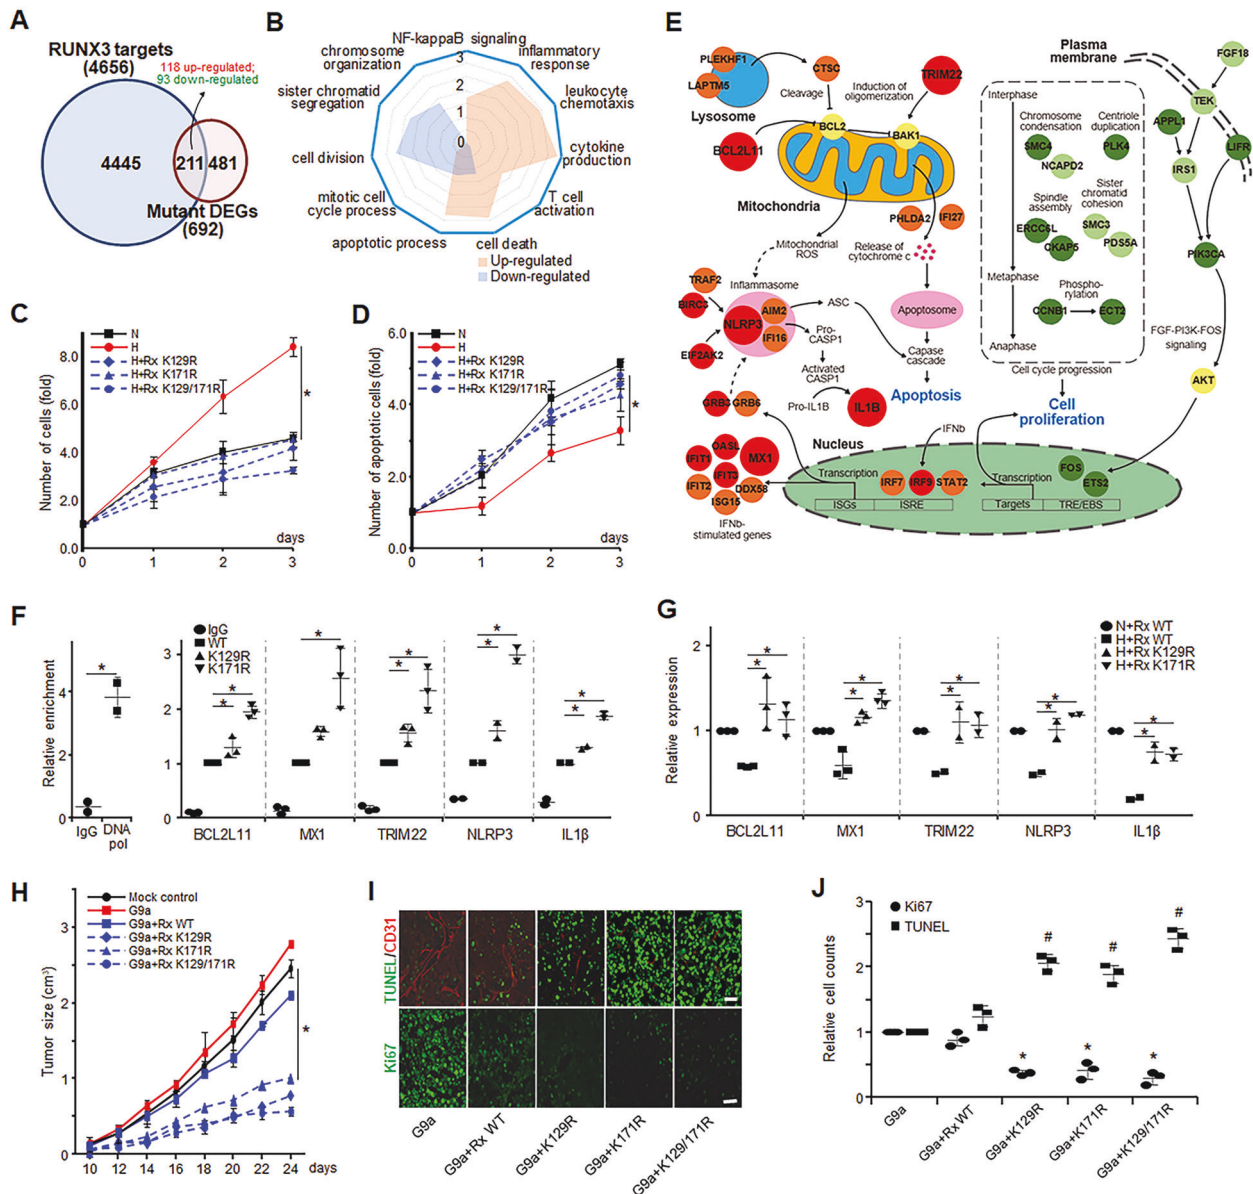 A
RUNX3 targets
(4656)
118 up-regulated;
93 down-regulated
4445
211
481
Mutant DEGs
(692)
B
NF-kappaB signaling
chromosome
organization
inflammatory
response
sister chromatid
segregation
leukocyte
chemotaxis
cell division
cytokine
production
mitotic cell
cycle process
T cell
activation
apoptotic process
cell death
3
2
1
0
Up-regulated
Down-regulated
C
N
H
H+Rx K129R
H+Rx K171R
H+Rx K129/171R
Number of cells (fold)
8.0
6.0
4.0
2.0
0.0
0
1
2
3
days
*
D
N
H
H+Rx K129R
H+Rx K171R
H+Rx K129/171R
Number of apoptotic cells (fold)
6.0
4.0
2.0
0.0
0
1
2
3
days
*
E
PLEKHF1
LAPTM5
Lysosome
CTSC
Cleavage
Induction of
oligomerization
TRIM22
BCL2L11
BCL2
BAK1
Mitochondria
PHLDA2
IFI27
Mitochondrial
ROS
Release of
cytochrome c
TRAF2
BIRC3
EIF2AK2
Inflammasome
NLRP3
AIM2
IFI16
ASC
Pro-
CASP1
Activated
CASP1
Pro-IL1B
IL1B
Apoptosome
Capase
cascade
Apoptosis
GRB3
GRB6
Nucleus
IFNb
OASL
IFIT1
MX1
IFIT3
IFIT2
DDX58
ISG15
IFNb-
stimulated genes
Transcription
IRF7
IRF9
STAT2
ISGs
ISRE
Transcription
Targets
TRE/EBS
FOS
ETS2
Interphase
Chromosome
condensation
SMC4
NCAPD2
Centriole
duplication
PLK4
Spindle
assembly
ERCC6L
CKAP5
Sister
chromatid
cohesion
SMC3
PDS5A
Metaphase
Phospho-
rylation
CCNB1
ECT2
Anaphase
Cell cycle progression
Cell
proliferation
Plasma
membrane
FGF18
TEK
APPL1
LIFR
IRS1
PIK3CA
FGF-PI3K-FOS
signaling
AKT
F
Relative enrichment
4
2
0
*
IgG
DNA
pol
IgG
WT
K129R
K171R
3
2
1
0
* *
*
* *
* *
* *
BCL2L11
MX1
TRIM22
NLRP3
IL1β
G
N+Rx WT
H+Rx WT
H+Rx K129R
H+Rx K171R
Relative expression
2
1
0
* *
* *
* *
* *
* *
BCL2L11
MX1
TRIM22
NLRP3
IL1β
H
Mock control
G9a
G9a+Rx WT
G9a+Rx K129R
G9a+Rx K171R
G9a+Rx K129/171R
Tumor size (cm³)
3
2
1
0
10
12
14
16
18
20
22
24
days
*
I
TUNEL/CD31
Ki67
G9a
G9a+Rx WT
G9a+K129R
G9a+K171R
G9a+K129/171R
J
Ki67
TUNEL
Relative cell counts
3
2
1
0
#
#
#
*
*
*
G9a
G9a+Rx WT
G9a+K129R
G9a+K171R
G9a+K129/171R